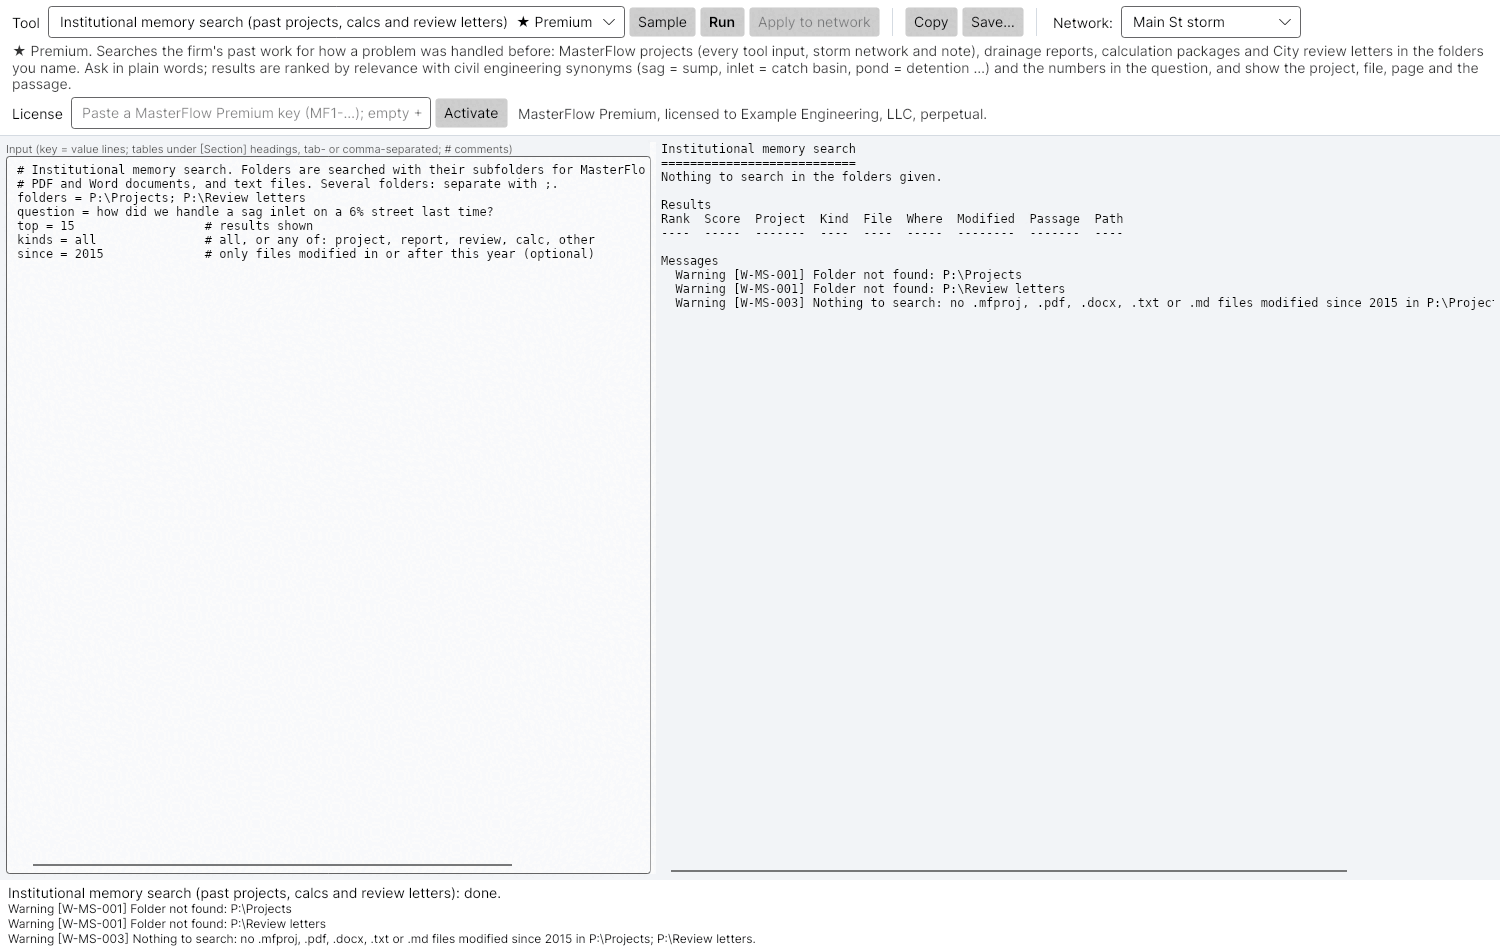 Tool Institutional memory search (past projects, calcs and review letters) ★ Premium Sample Run Apply to network Copy Save... Network: Main St storm
★ Premium. Searches the firm's past work for how a problem was handled before: MasterFlow projects (every tool input, storm network and note), drainage reports, calculation packages and City review letters in the folders
you name. Ask in plain words; results are ranked by relevance with civil engineering synonyms (sag = sump, inlet = catch basin, pond = detention ...) and the numbers in the question, and show the project, file, page and the
passage.
License Paste a MasterFlow Premium key (MF1-...); empty + Activate MasterFlow Premium, licensed to Example Engineering, LLC, perpetual.
Input (key = value lines; tables under [Section] headings, tab- or comma-separated; # comments)
# Institutional memory search. Folders are searched with their subfolders for MasterFlo
# PDF and Word documents, and text files. Several folders: separate with ;.
folders = P:\Projects; P:\Review letters
question = how did we handle a sag inlet on a 6% street last time?
top = 15 # results shown
kinds = all # all, or any of: project, report, review, calc, other
since = 2015 # only files modified in or after this year (optional)
Institutional memory search
===========================
Nothing to search in the folders given.
Results
Rank Score Project Kind File Where Modified Passage Path
---- ----- ------- ---- ---- ----- -------- ------- ----
Messages
Warning [W-MS-001] Folder not found: P:\Projects
Warning [W-MS-001] Folder not found: P:\Review letters
Warning [W-MS-003] Nothing to search: no .mfproj, .pdf, .docx, .txt or .md files modified since 2015 in P:\Project
Institutional memory search (past projects, calcs and review letters): done.
Warning [W-MS-001] Folder not found: P:\Projects
Warning [W-MS-001] Folder not found: P:\Review letters
Warning [W-MS-003] Nothing to search: no .mfproj, .pdf, .docx, .txt or .md files modified since 2015 in P:\Projects; P:\Review letters.